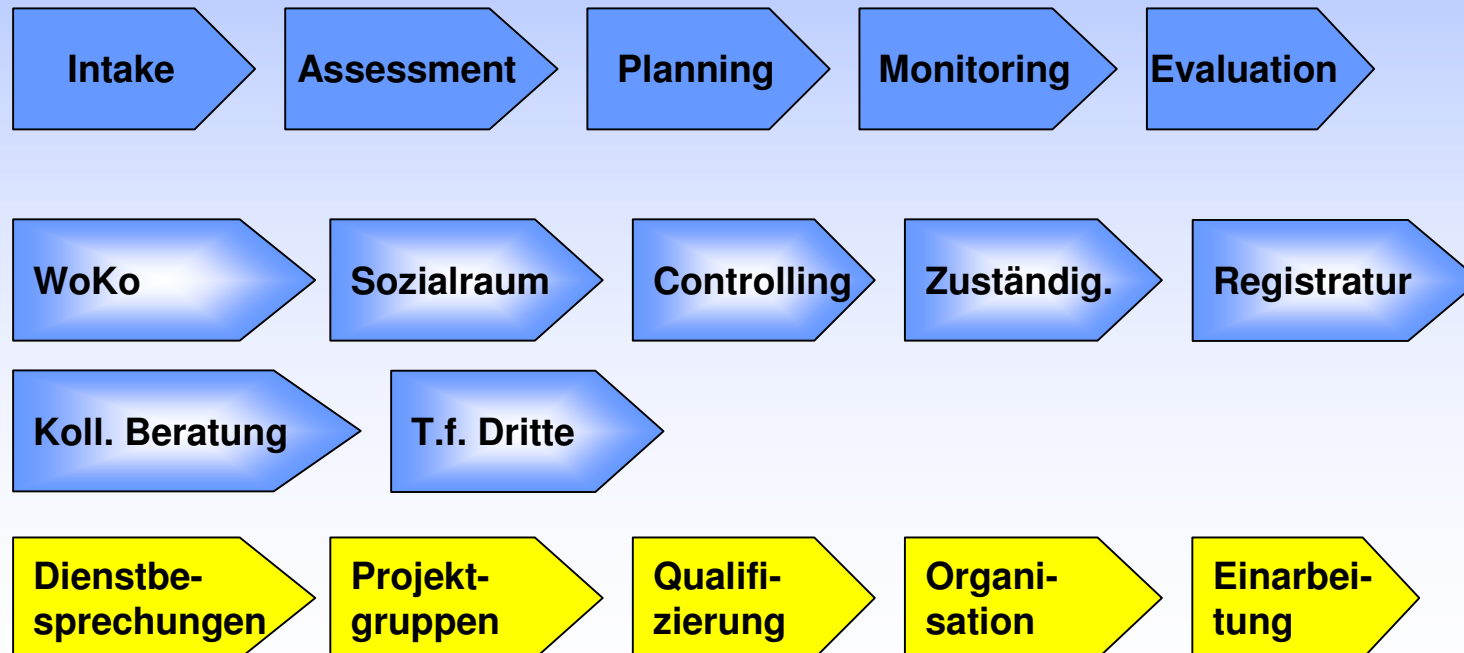 Intake
Assessment
Planning
Monitoring
Evaluation
WoKo
Sozialraum
Controlling
Zuständig.
Registratur
Koll. Beratung
T.f. Dritte
Dienstbe-
sprechungen
Projekt-
gruppen
Qualifi-
zierung
Organi-
sation
Einarbei-
tung